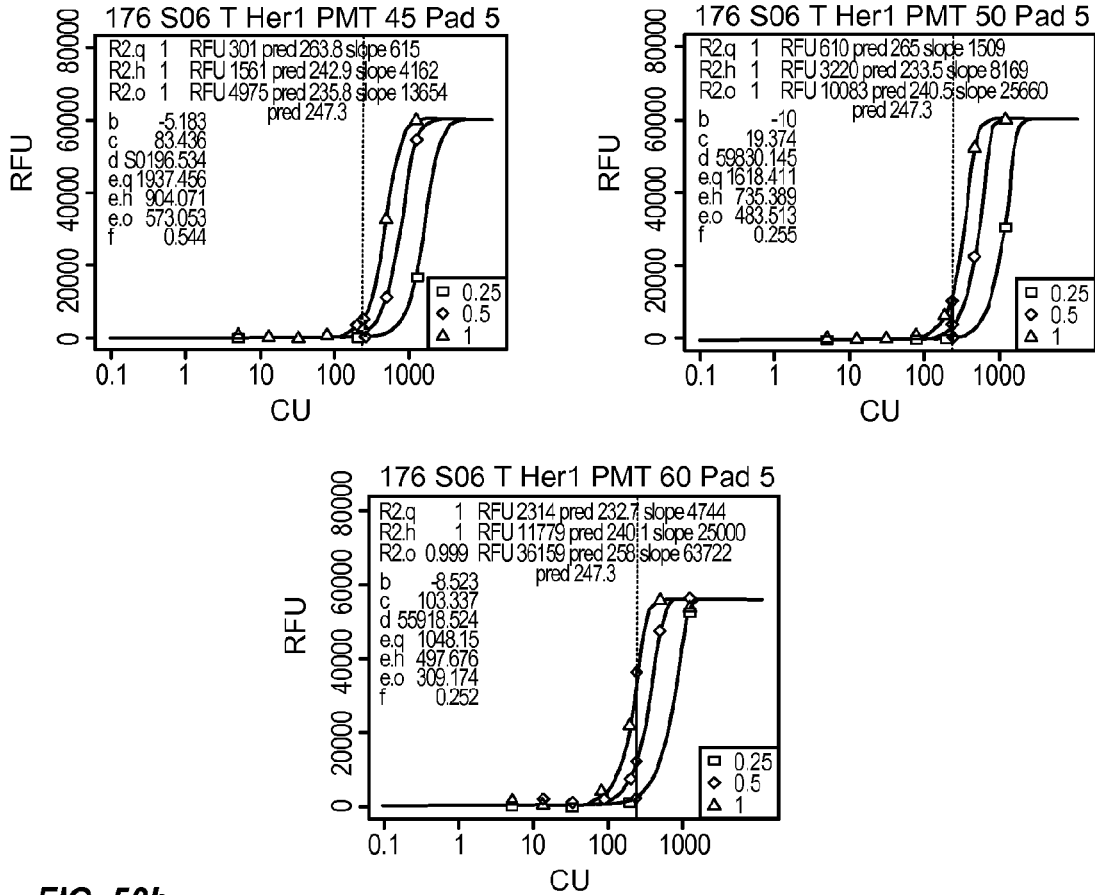 176 S06 T Her1 PMT 45 Pad 5
R2.q 1 RFU 301 pred 263.8 slope 615
R2.h 1 RFU 1561 pred 242.9 slope 4162
R2.o 1 RFU 4975 pred 235.8 slope 13654
pred 247.3
b -5.183
c 83.436
d S0196.534
e.q 1937.456
e.h 904.071
e.o 573.053
f 0.544
RFU
80000
60000
40000
20000
0
0.25
0.5
1
0.1 1 10 100 1000
CU
176 S06 T Her1 PMT 50 Pad 5
R2.q 1 RFU 610 pred 265 slope 1509
R2.h 1 RFU 3220 pred 233.5 slope 8169
R2.o 1 RFU 10083 pred 240.5 slope 25660
pred 247.3
b -10
c 19.374
d 59830.145
e.q 1618.411
e.h 735.389
e.o 483.513
f 0.255
RFU
80000
60000
40000
20000
0
0.25
0.5
1
0.1 1 10 100 1000
CU
176 S06 T Her1 PMT 60 Pad 5
R2.q 1 RFU 2314 pred 232.7 slope 4744
R2.h 1 RFU 11779 pred 240.1 slope 25000
R2.o 0.999 RFU 36159 pred 258 slope 63722
pred 247.3
b -8.523
c 103.337
d 55918.524
e.q 1048.15
e.h 497.676
e.o 309.174
f 0.252
RFU
80000
60000
40000
20000
0
0.25
0.5
1
0.1 1 10 100 1000
CU